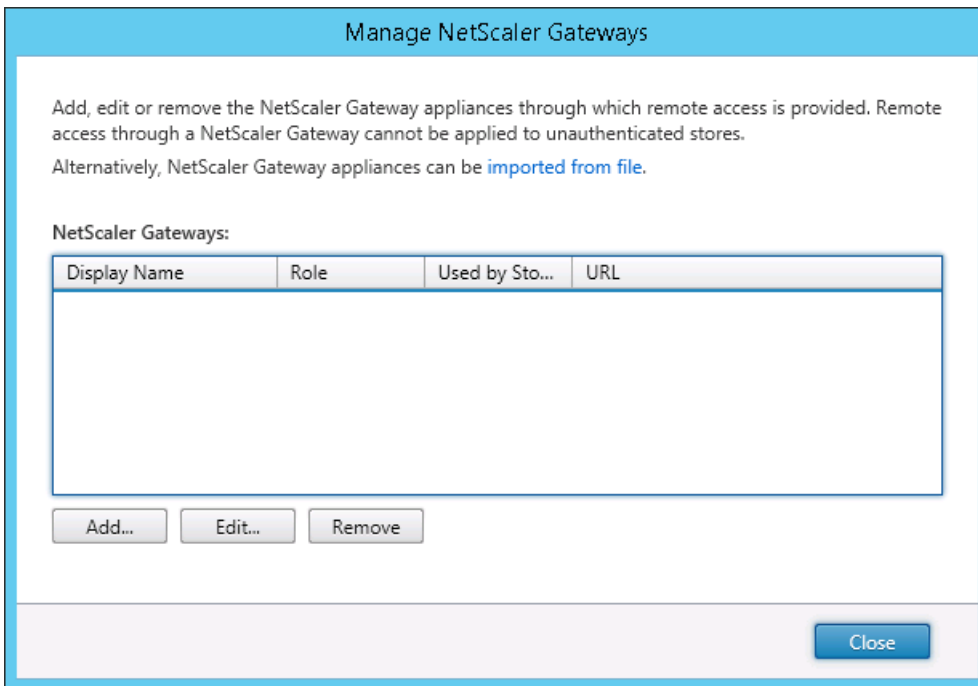 Manage NetScaler Gateways
Add, edit or remove the NetScaler Gateway appliances through which remote access is provided. Remote
access through a NetScaler Gateway cannot be applied to unauthenticated stores.
Alternatively, NetScaler Gateway appliances can be imported from file.
NetScaler Gateways:
Display Name Role Used by Sto... URL
Add... Edit... Remove
Close